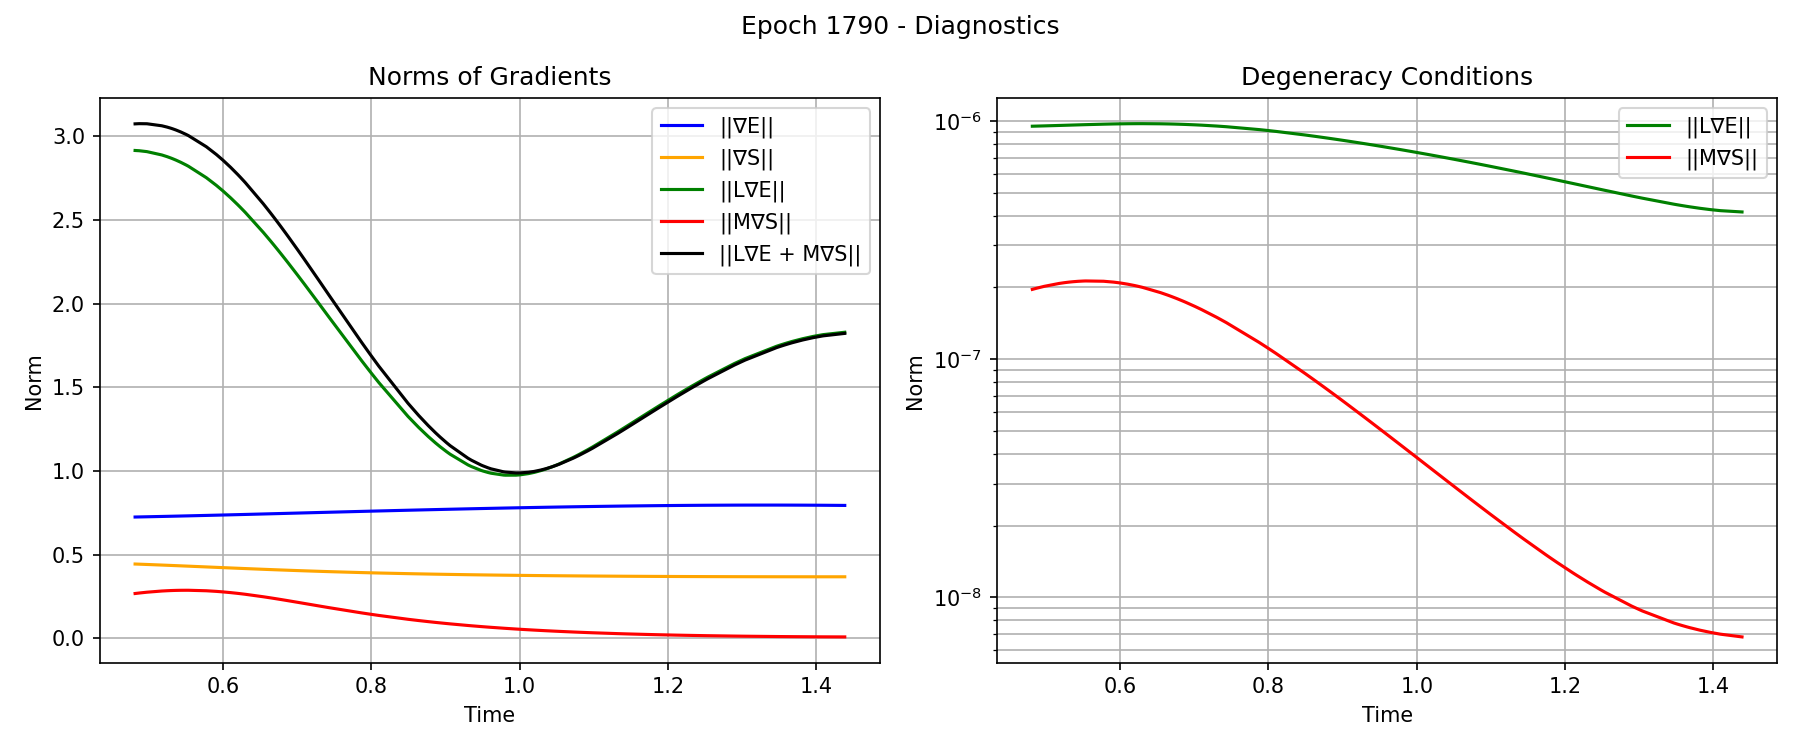 Epoch 1790 - Diagnostics
Norms of Gradients
Norm
3.0
2.5
2.0
1.5
1.0
0.5
0.0
0.6
0.8
1.0
1.2
1.4
Time
||∇E||
||∇S||
||L∇E||
||M∇S||
||L∇E + M∇S||
Degeneracy Conditions
Norm
10⁻⁶
10⁻⁷
10⁻⁸
0.6
0.8
1.0
1.2
1.4
Time
||L∇E||
||M∇S||